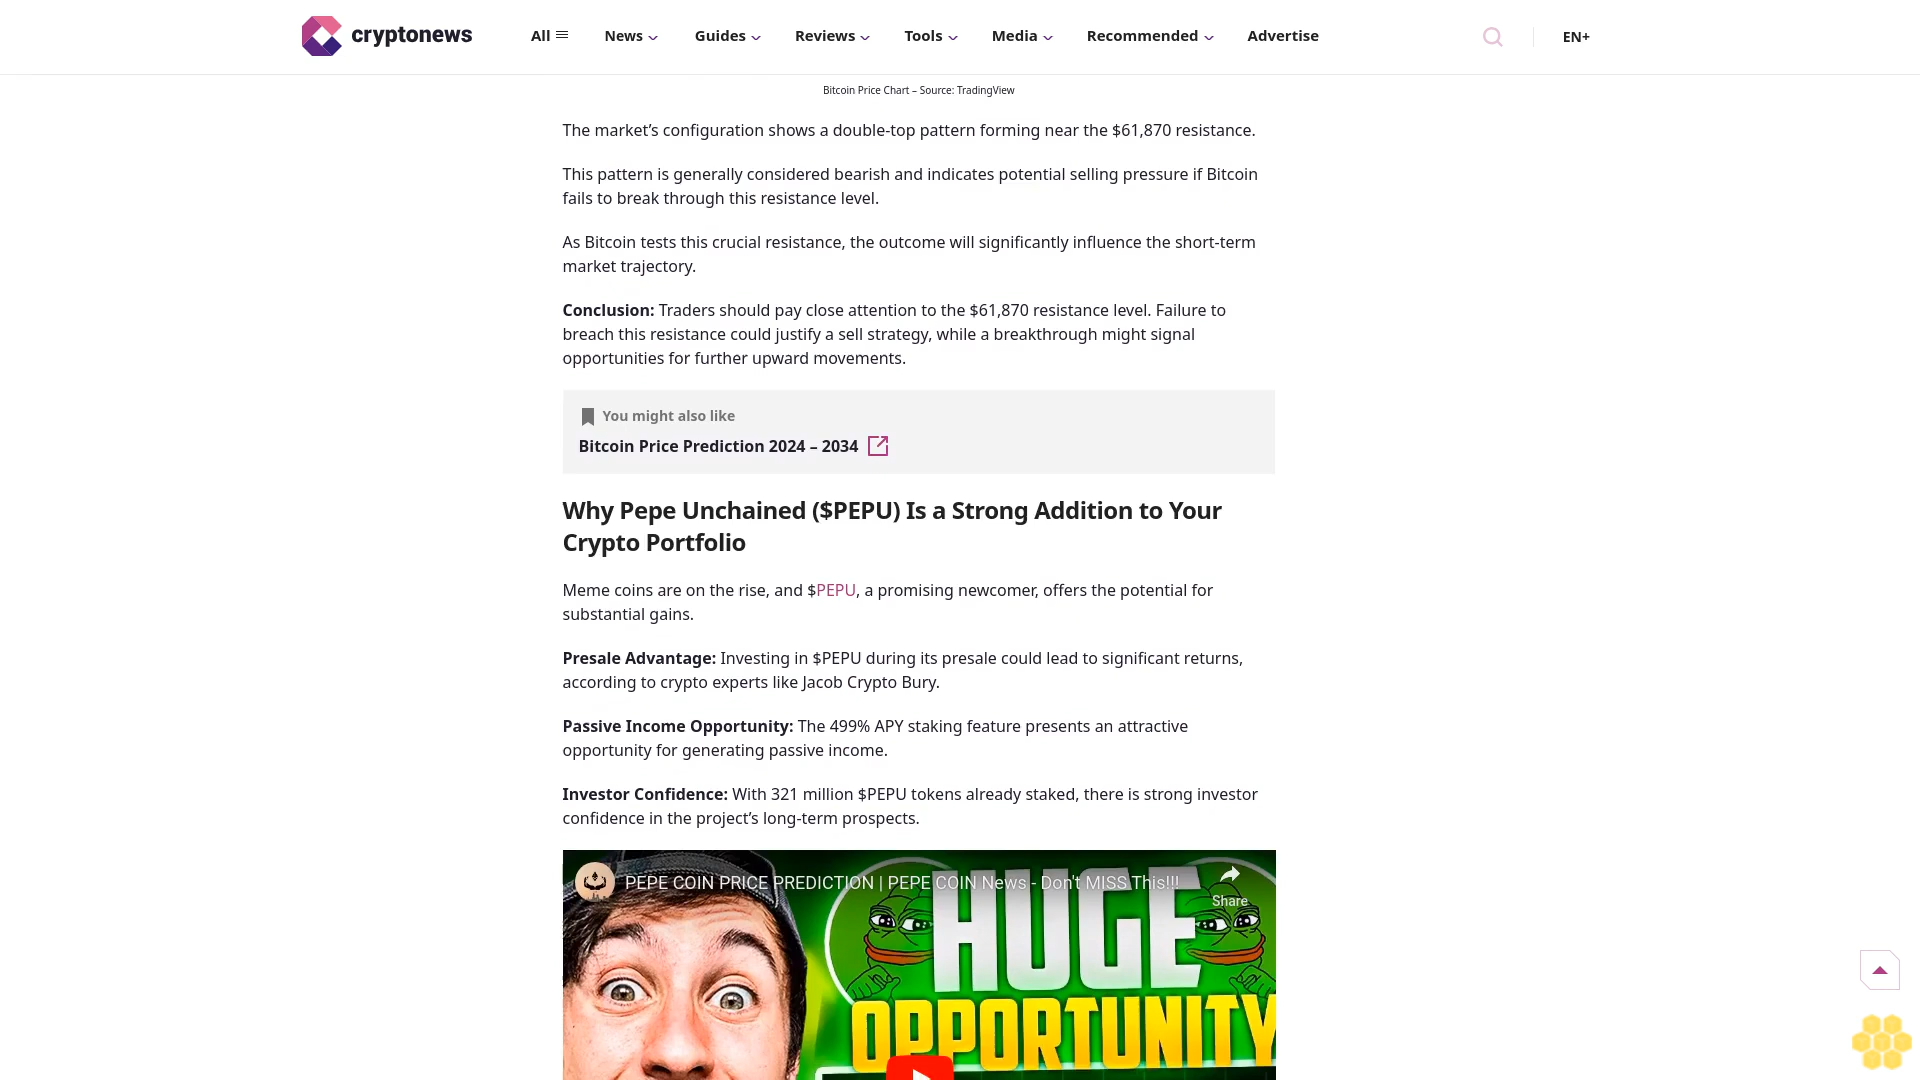 cryptonews
All
News
Guides
Reviews
Tools
Media
Recommended
Advertise
EN+
Bitcoin Price Chart – Source: TradingView
The market’s configuration shows a double-top pattern forming near the $61,870 resistance.
This pattern is generally considered bearish and indicates potential selling pressure if Bitcoin
fails to break through this resistance level.
As Bitcoin tests this crucial resistance, the outcome will significantly influence the short-term
market trajectory.
Conclusion: Traders should pay close attention to the $61,870 resistance level. Failure to
breach this resistance could justify a sell strategy, while a breakthrough might signal
opportunities for further upward movements.
You might also like
Bitcoin Price Prediction 2024 – 2034
Why Pepe Unchained ($PEPU) Is a Strong Addition to Your
Crypto Portfolio
Meme coins are on the rise, and $PEPU, a promising newcomer, offers the potential for
substantial gains.
Presale Advantage: Investing in $PEPU during its presale could lead to significant returns,
according to crypto experts like Jacob Crypto Bury.
Passive Income Opportunity: The 499% APY staking feature presents an attractive
opportunity for generating passive income.
Investor Confidence: With 321 million $PEPU tokens already staked, there is strong investor
confidence in the project’s long-term prospects.
PEPE COIN PRICE PREDICTION | PEPE COIN News - Don't MISS This!!!
Share
HUGE
OPPORTUNITY